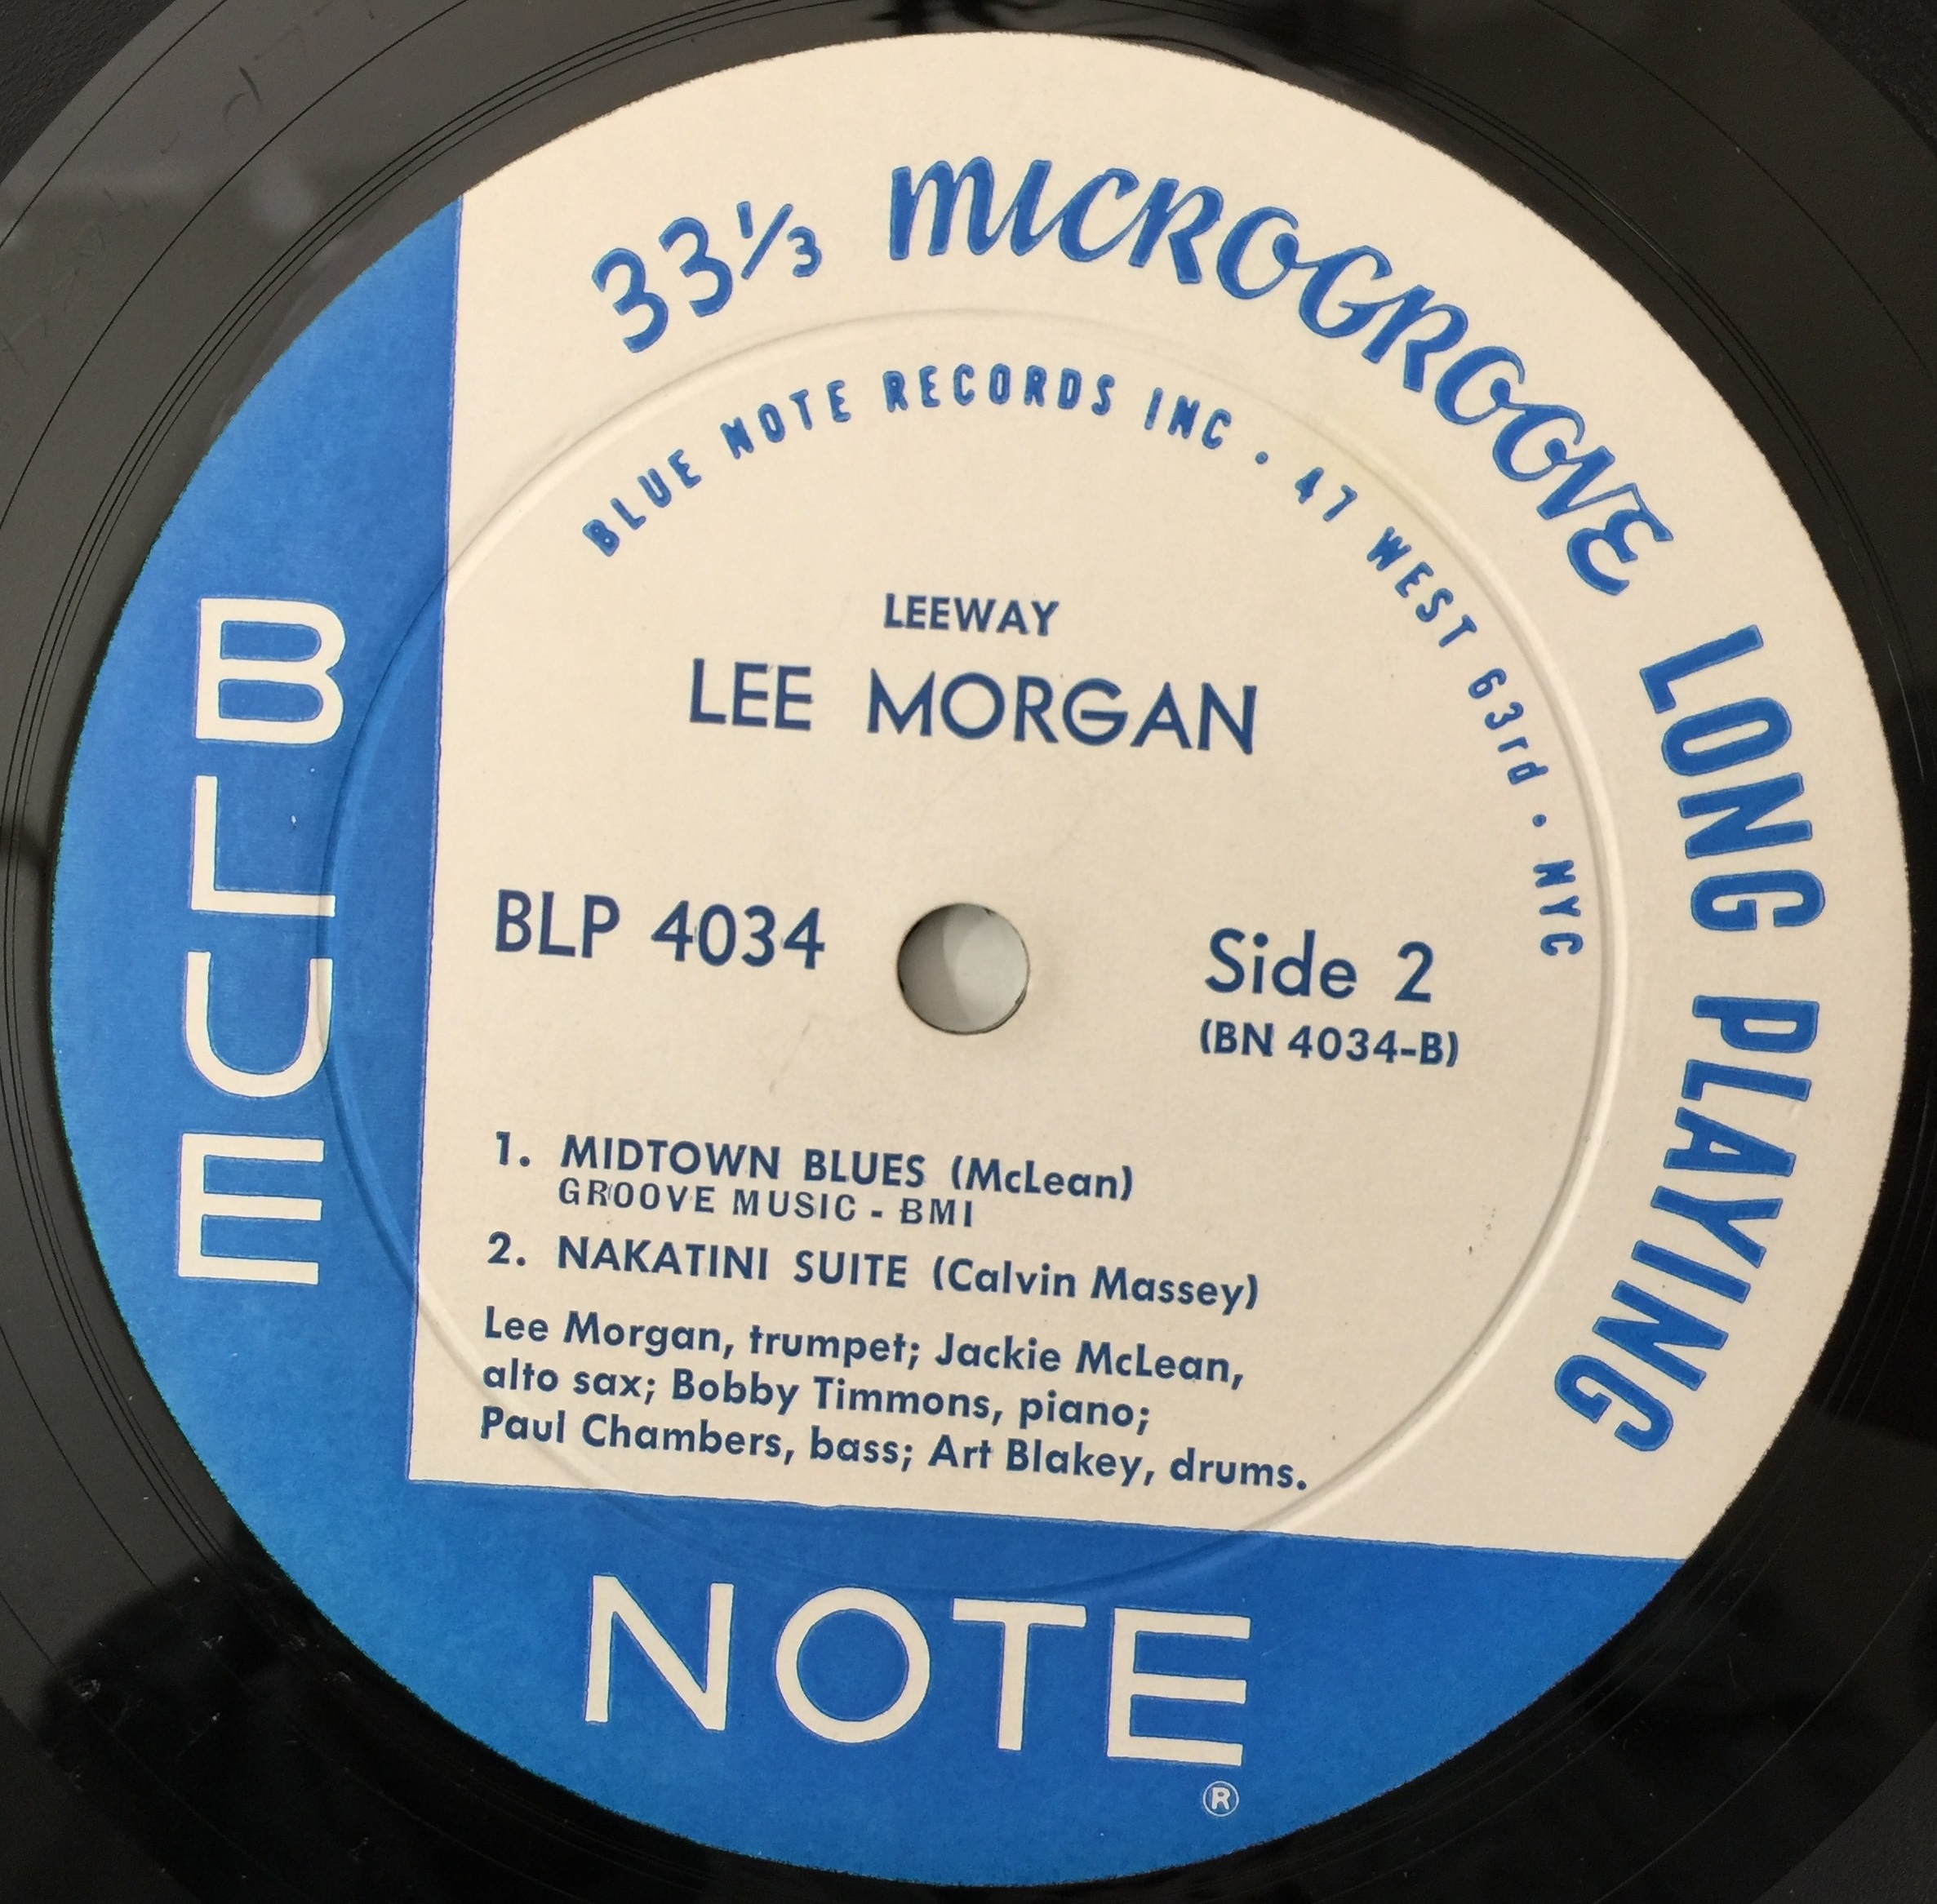 33⅓ MICROGROOVE LONG PLAYING
BLUE NOTE RECORDS INC · 47 WEST 63rd · NYC
LEEWAY
LEE MORGAN
BLP 4034
Side 2
(BN 4034-B)
1. MIDTOWN BLUES (McLean)
GROOVE MUSIC - BMI
2. NAKATINI SUITE (Calvin Massey)
Lee Morgan, trumpet; Jackie McLean,
alto sax; Bobby Timmons, piano;
Paul Chambers, bass; Art Blakey, drums.
BLUE
NOTE
®